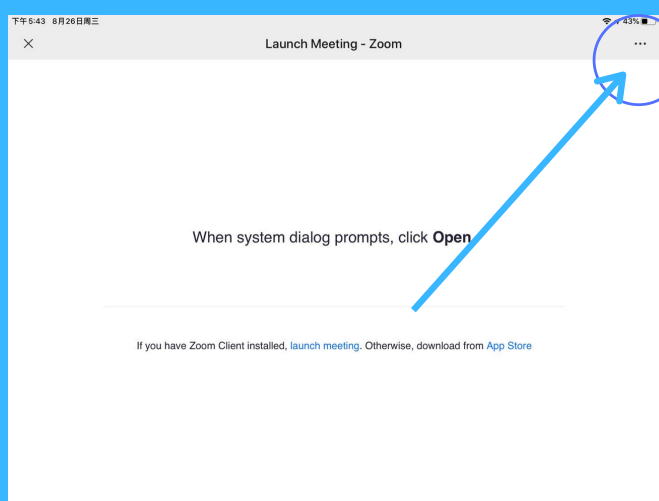 下午5:43 8月26日周三
43%
Launch Meeting - Zoom
When system dialog prompts, click Open
If you have Zoom Client installed, launch meeting. Otherwise, download from App Store